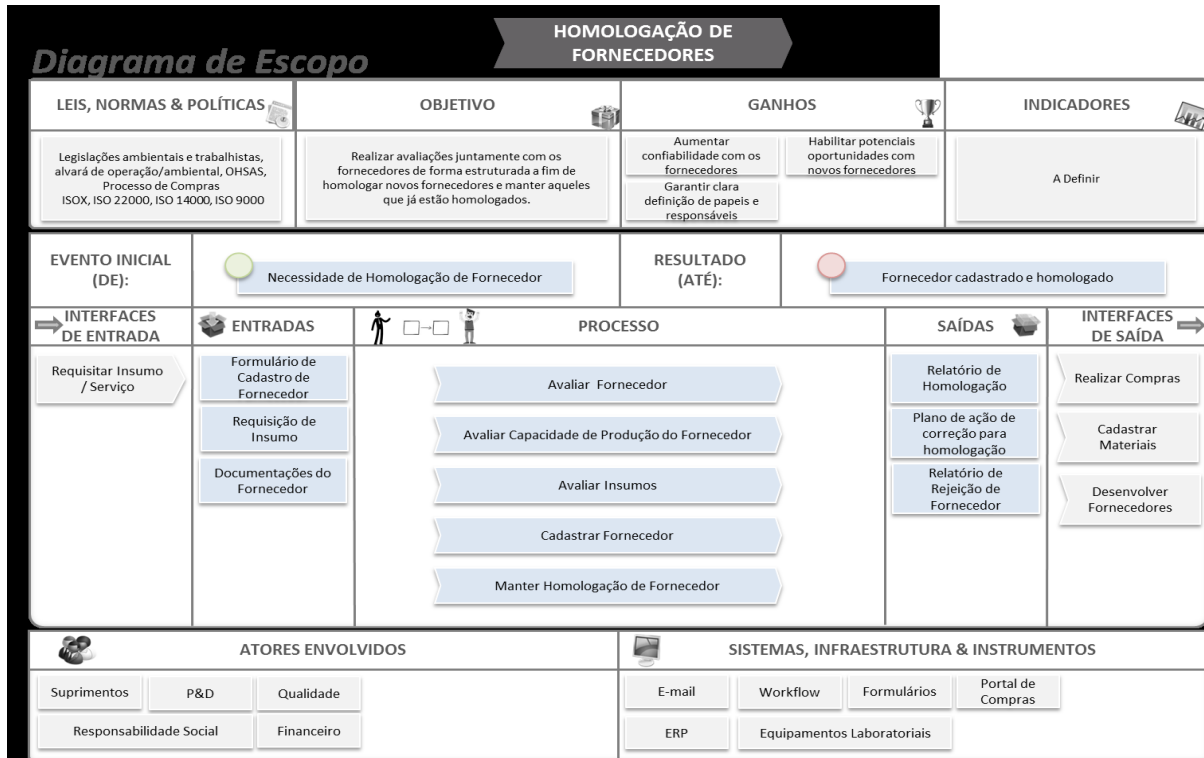 Diagrama de Escopo
HOMOLOGAÇÃO DE
FORNECEDORES
LEIS, NORMAS & POLÍTICAS
OBJETIVO
GANHOS
INDICADORES
Legislações ambientais e trabalhistas,
alvará de operação/ambiental, OHSAS,
Processo de Compras
ISOX, ISO 22000, ISO 14000, ISO 9000
Realizar avaliações juntamente com os
fornecedores de forma estruturada a fim de
homologar novos fornecedores e manter aqueles
que já estão homologados.
Aumentar
confiabilidade com os
fornecedores
Habilitar potenciais
oportunidades com
novos fornecedores
Garantir clara
definição de papeis e
responsáveis
A Definir
EVENTO INICIAL
(DE):
Necessidade de Homologação de Fornecedor
RESULTADO
(ATÉ):
Fornecedor cadastrado e homologado
INTERFACES
DE ENTRADA
ENTRADAS
PROCESSO
SAÍDAS
INTERFACES
DE SAÍDA
Requisitar Insumo
/ Serviço
Formulário de
Cadastro de
Fornecedor
Requisição de
Insumo
Documentações do
Fornecedor
Avaliar Fornecedor
Avaliar Capacidade de Produção do Fornecedor
Avaliar Insumos
Cadastrar Fornecedor
Manter Homologação de Fornecedor
Relatório de
Homologação
Plano de ação de
correção para
homologação
Relatório de
Rejeição de
Fornecedor
Realizar Compras
Cadastrar
Materiais
Desenvolver
Fornecedores
ATORES ENVOLVIDOS
SISTEMAS, INFRAESTRUTURA & INSTRUMENTOS
Suprimentos
P&D
Qualidade
Responsabilidade Social
Financeiro
E-mail
Workflow
Formulários
Portal de
Compras
ERP
Equipamentos Laboratoriais